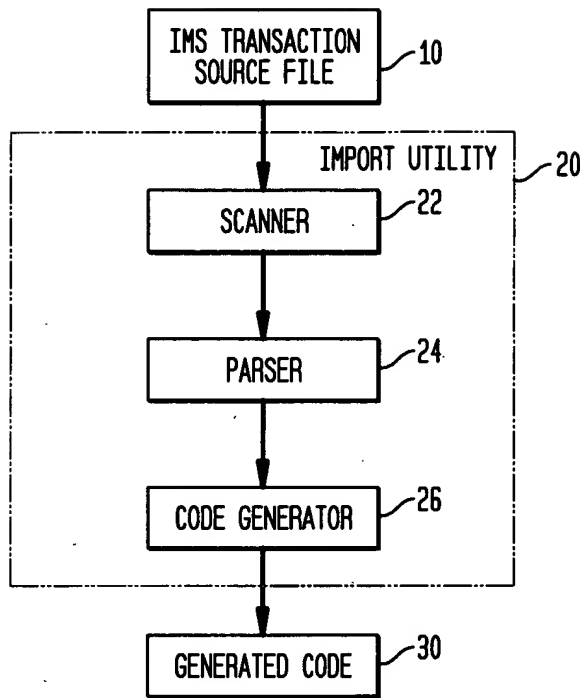 IMS TRANSACTION
SOURCE FILE
10
IMPORT UTILITY
20
SCANNER
22
PARSER
24
CODE GENERATOR
26
GENERATED CODE
30